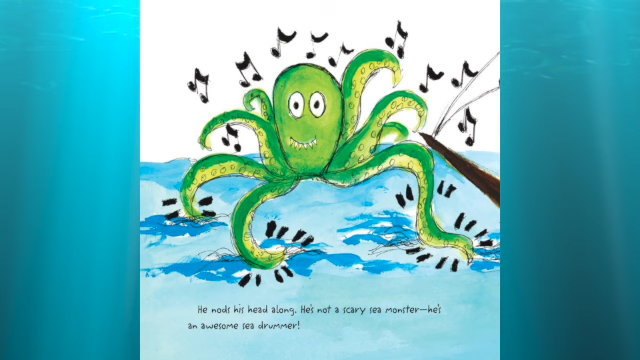 He nods his head along. He's not a scary sea monster—he's
an awesome sea drummer!